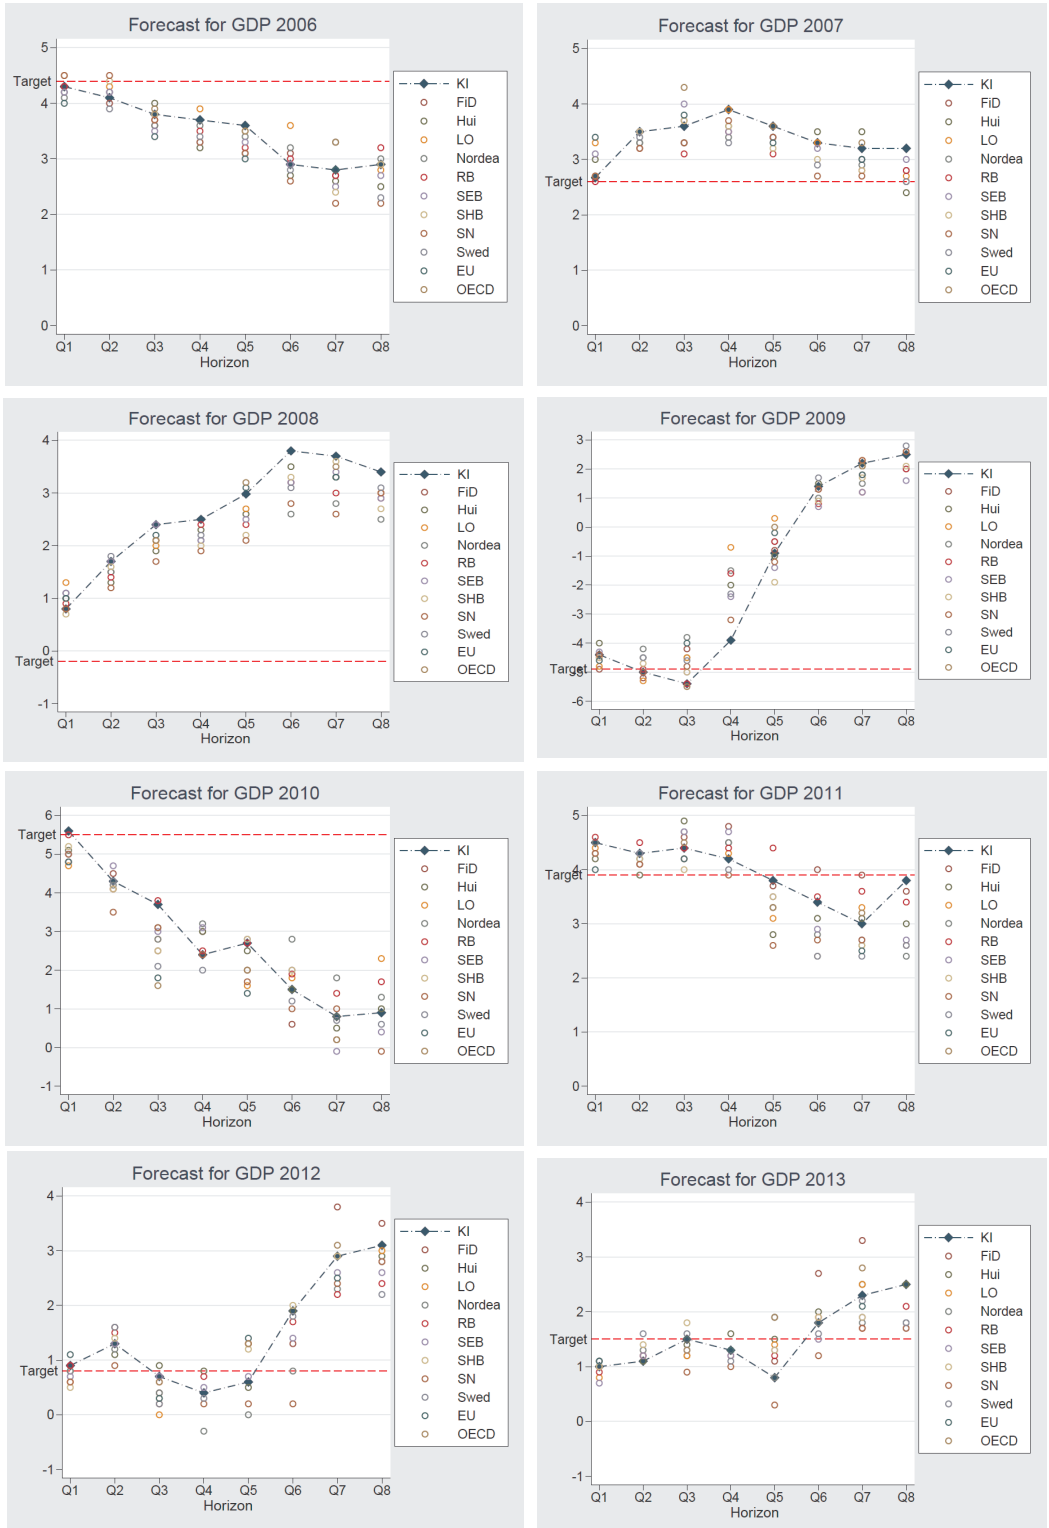 Forecast for GDP 2006
5
Target
4
3
2
1
0
Q1 Q2 Q3 Q4 Q5 Q6 Q7 Q8
Horizon
KI
FiD
Hui
LO
Nordea
RB
SEB
SHB
SN
Swed
EU
OECD
Forecast for GDP 2007
5
4
3
Target
2
1
0
Q1 Q2 Q3 Q4 Q5 Q6 Q7 Q8
Horizon
KI
FiD
Hui
LO
Nordea
RB
SEB
SHB
SN
Swed
EU
OECD
Forecast for GDP 2008
4
3
2
1
0
Target
-1
Q1 Q2 Q3 Q4 Q5 Q6 Q7 Q8
Horizon
KI
FiD
Hui
LO
Nordea
RB
SEB
SHB
SN
Swed
EU
OECD
Forecast for GDP 2009
3
2
1
0
-1
-2
-3
-4
Target
-5
-6
Q1 Q2 Q3 Q4 Q5 Q6 Q7 Q8
Horizon
KI
FiD
Hui
LO
Nordea
RB
SEB
SHB
SN
Swed
EU
OECD
Forecast for GDP 2010
6
Target
5
4
3
2
1
0
-1
Q1 Q2 Q3 Q4 Q5 Q6 Q7 Q8
Horizon
KI
FiD
Hui
LO
Nordea
RB
SEB
SHB
SN
Swed
EU
OECD
Forecast for GDP 2011
5
4
Target
3
2
1
0
Q1 Q2 Q3 Q4 Q5 Q6 Q7 Q8
Horizon
KI
FiD
Hui
LO
Nordea
RB
SEB
SHB
SN
Swed
EU
OECD
Forecast for GDP 2012
4
3
2
1
Target
0
-1
Q1 Q2 Q3 Q4 Q5 Q6 Q7 Q8
Horizon
KI
FiD
Hui
LO
Nordea
RB
SEB
SHB
SN
Swed
EU
OECD
Forecast for GDP 2013
4
3
2
Target
1
0
-1
Q1 Q2 Q3 Q4 Q5 Q6 Q7 Q8
Horizon
KI
FiD
Hui
LO
Nordea
RB
SEB
SHB
SN
Swed
EU
OECD